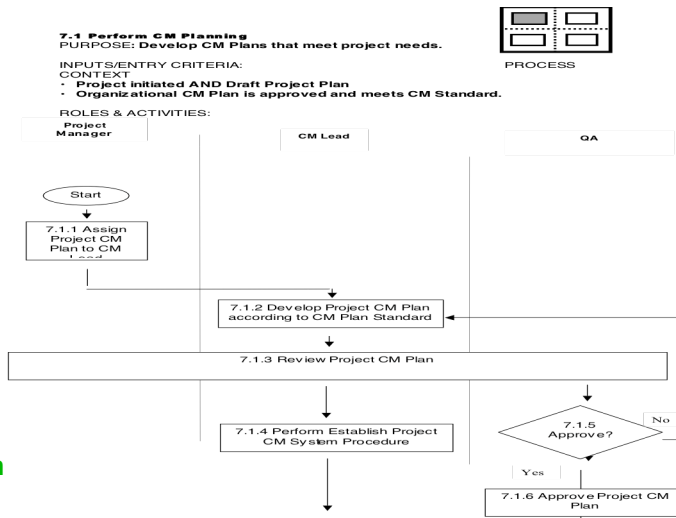 7.1 Perform CM Planning
PURPOSE: Develop CM Plans that meet project needs.
INPUTS/ENTRY CRITERIA:
PROCESS
CONTEXT
· Project initiated AND Draft Project Plan
· Organizational CM Plan is approved and meets CM Standard.
ROLES & ACTIVITIES:
Project
Manager
CM Lead
QA
Start
7.1.1 Assign
Project CM
Plan to CM
Lead
7.1.2 Develop Project CM Plan
according to CM Plan Standard
7.1.3 Review Project CM Plan
7.1.4 Perform Establish Project
CM System Procedure
7.1.5
Approve?
No
Yes
7.1.6 Approve Project CM
Plan